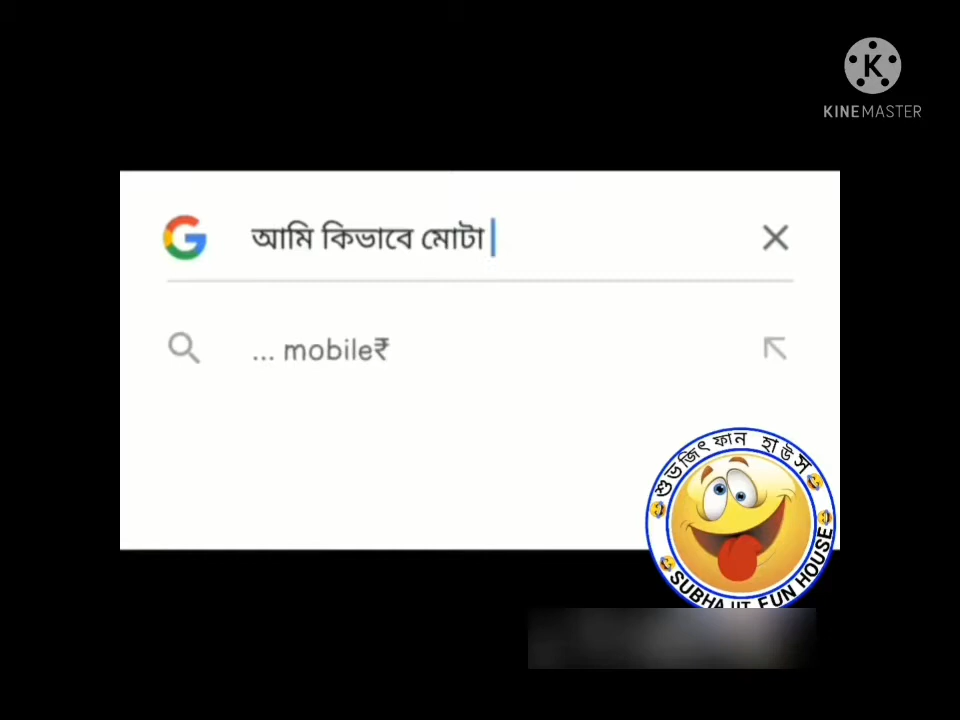 K
KINEMASTER
আমি কিভাবে মোটা
... mobile₹
শুভজিৎ ফান হাউস
SUBHAJIT FUN HOUSE